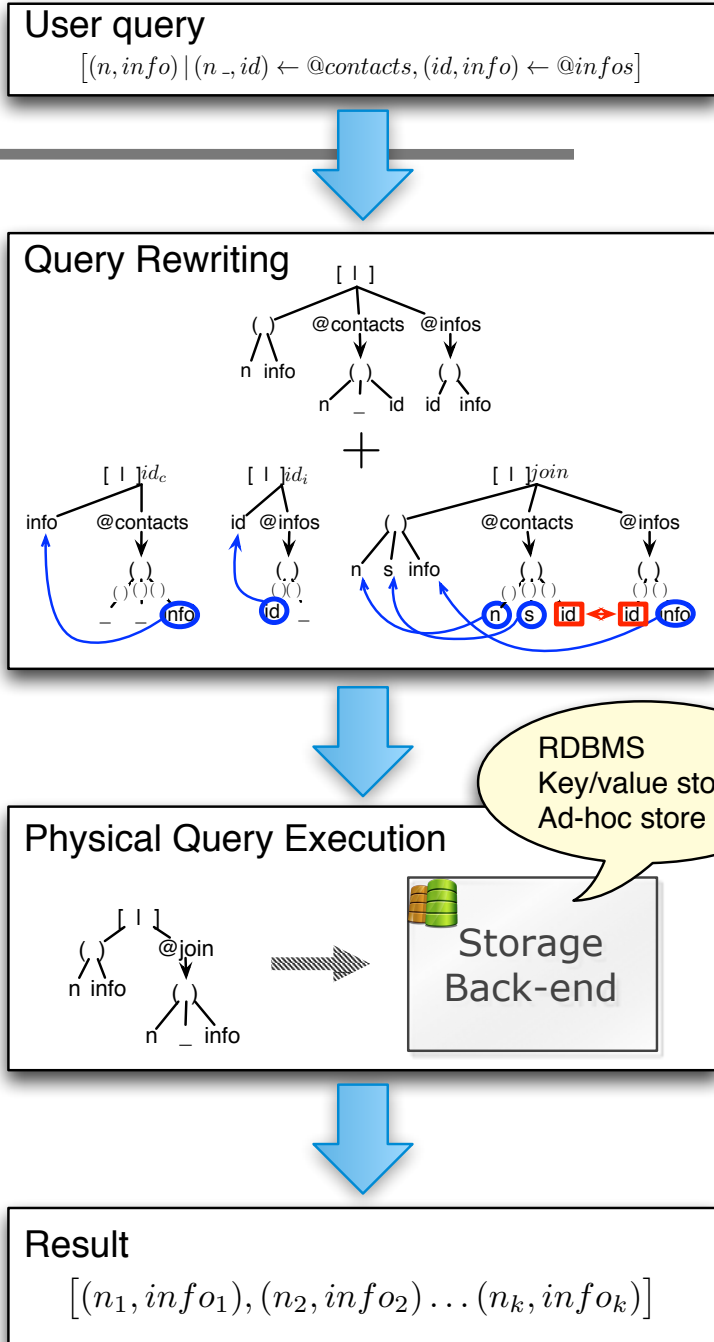 User query
[(n, info) | (n _, id) ← @contacts, (id, info) ← @infos]
Query Rewriting
[ | ]
( ) @contacts @infos
n info ( ) ( )
n _ id id info
+
[ | ]id_c [ | ]id_i [ | ]join
info @contacts id @infos ( ) @contacts @infos
( ) ( ) n s info ( ) ( )
( ) ( ) ( ) ( ) ( ) ( ) ( ) ( ) ( ) ( )
_ _ nfo id _ n s id id info
RDBMS
Key/value sto
Ad-hoc store
Physical Query Execution
[ | ]
( ) @join
n info ( )
n _ info
Storage
Back-end
Result
[(n₁, info₁), (n₂, info₂) . . . (nₖ, infoₖ)]